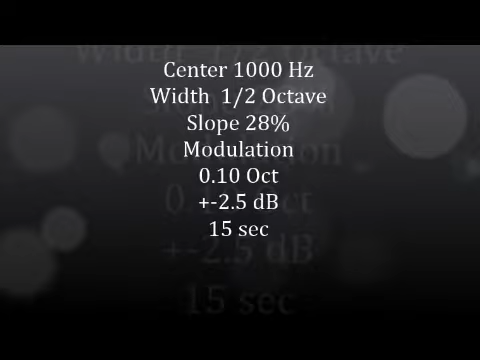 Center 1000 Hz
Width 1/2 Octave
Slope 28%
Modulation
0.10 Oct
+-2.5 dB
15 sec